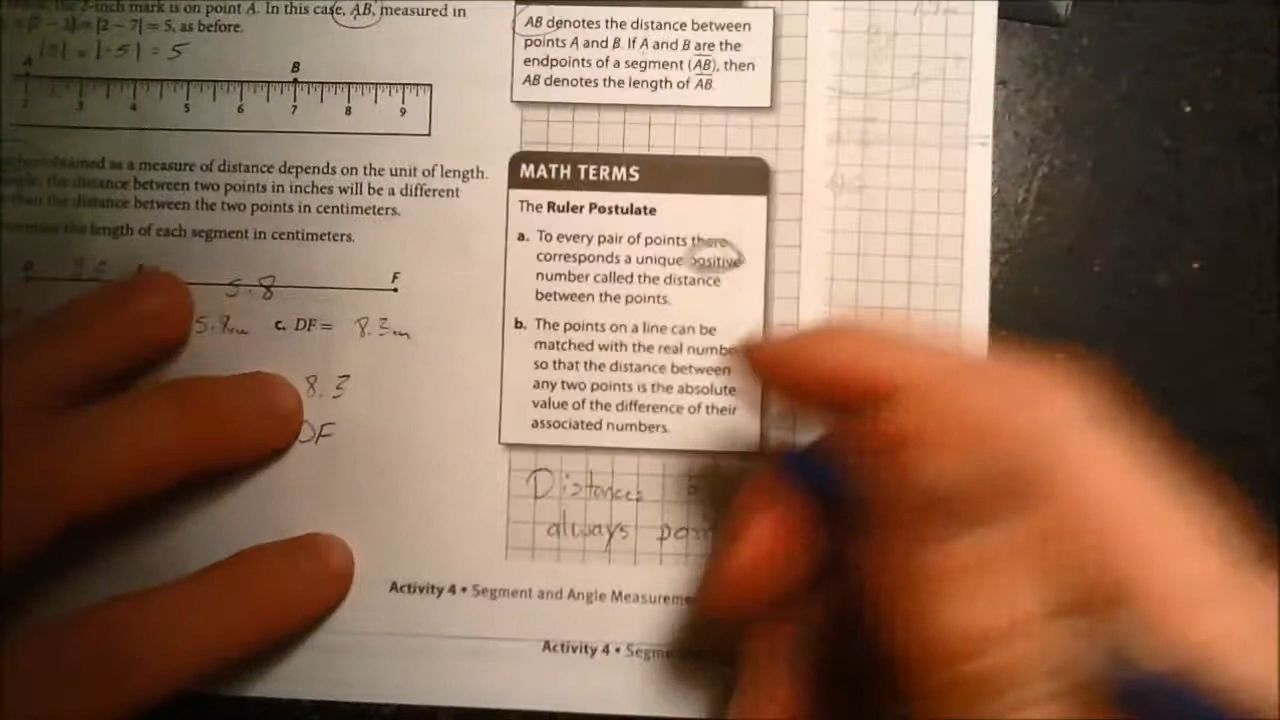 the 2-inch mark is on point A. In this case, AB, measured in
= |2 − 7| = 5, as before.
= |-5| = 5
A
B
2 3 4 5 6 7 8 9
obtained as a measure of distance depends on the unit of length.
the distance between two points in inches will be a different
than the distance between the two points in centimeters.
the length of each segment in centimeters.
5.8
F
c. DF = 8.3
8.3
DF
AB denotes the distance between
points A and B. If A and B are the
endpoints of a segment (AB), then
AB denotes the length of AB.
MATH TERMS
The Ruler Postulate
a. To every pair of points there
corresponds a unique positive
number called the distance
between the points.
b. The points on a line can be
matched with the real
so that the distance between
any two points is the absolute
value of the difference of their
associated numbers.
Distances
always
Activity 4 • Segment and Angle
Activity 4 •